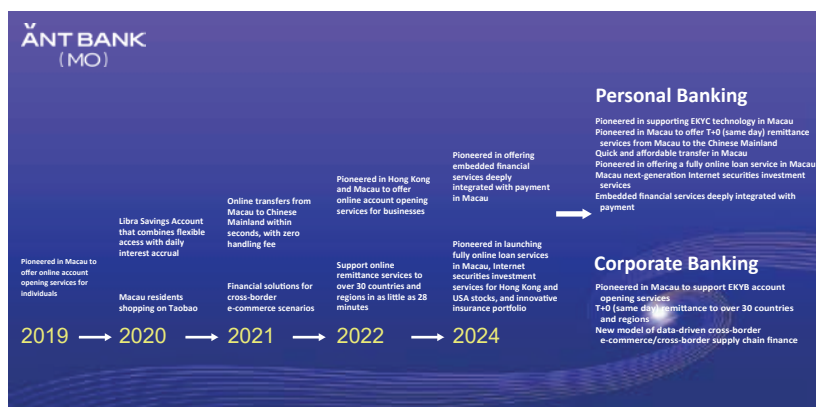 ǍNT BANK
(MO)
Pioneered in Macau to
offer online account
opening services for
individuals
2019
Libra Savings Account
that combines flexible
access with daily
interest accrual
Macau residents
shopping on Taobao
2020
Online transfers from
Macau to Chinese
Mainland within
seconds, with zero
handling fee
Financial solutions for
cross-border
e-commerce scenarios
2021
Pioneered in Hong Kong
and Macau to offer
online account opening
services for businesses
Support online
remittance services to
over 30 countries and
regions in as little as 28
minutes
2022
Pioneered in offering
embedded financial
services deeply
integrated with payment
in Macau
Pioneered in launching
fully online loan services
in Macau, Internet
securities investment
services for Hong Kong and
USA stocks, and innovative
insurance portfolio
2024
Personal Banking
Pioneered in supporting EKYC technology in Macau
Pioneered in Macau to offer T+0 (same day) remittance
services from Macau to the Chinese Mainland
Quick and affordable transfer in Macau
Pioneered in offering a fully online loan service in Macau
Macau next-generation Internet securities investment
services
Embedded financial services deeply integrated with
payment
Corporate Banking
Pioneered in Macau to support EKYB account
opening services
T+0 (same day) remittance to over 30 countries
and regions
New model of data-driven cross-border
e-commerce/cross-border supply chain finance